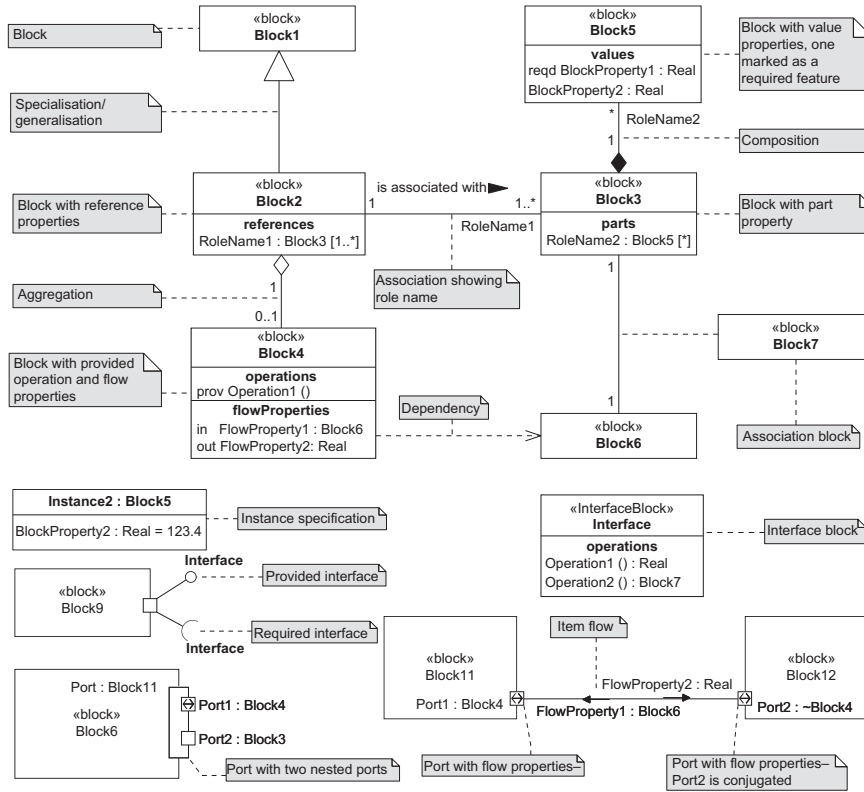 Block
«block»
Block1
Specialisation/
generalisation
«block»
Block5
values
reqd BlockProperty1 : Real
BlockProperty2 : Real
Block with value
properties, one
marked as a
required feature
*
RoleName2
1
Composition
Block with reference
properties
«block»
Block2
references
RoleName1 : Block3 [1..*]
is associated with
1
1..*
RoleName1
«block»
Block3
parts
RoleName2 : Block5 [*]
Block with part
property
Association showing
role name
Aggregation
1
0..1
1
1
Block with provided
operation and flow
properties
«block»
Block4
operations
prov Operation1 ()
flowProperties
in FlowProperty1 : Block6
out FlowProperty2: Real
Dependency
«block»
Block6
«block»
Block7
Association block
Instance2 : Block5
BlockProperty2 : Real = 123.4
Instance specification
«InterfaceBlock»
Interface
operations
Operation1 () : Real
Operation2 () : Block7
Interface block
«block»
Block9
Interface
Provided interface
Required interface
Interface
Port : Block11
«block»
Block6
Port1 : Block4
Port2 : Block3
Port with two nested ports
«block»
Block11
Port1 : Block4
Item flow
FlowProperty2 : Real
FlowProperty1 : Block6
«block»
Block12
Port2 : ~Block4
Port with flow properties–
Port with flow properties–
Port2 is conjugated